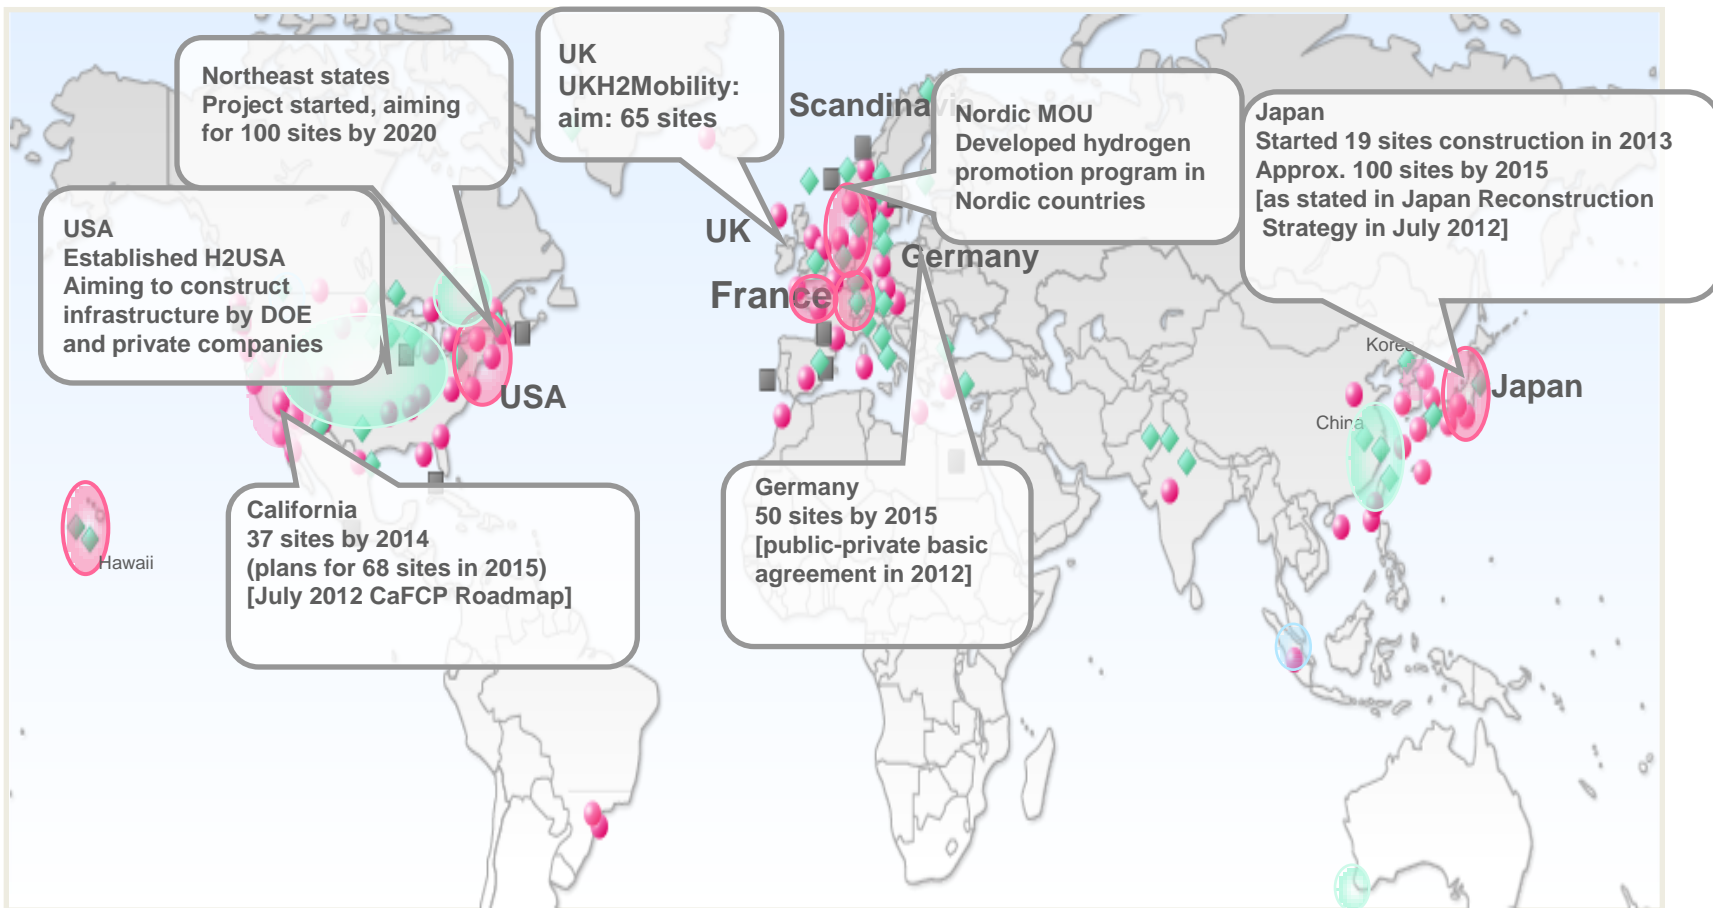 Northeast states
Project started, aiming
for 100 sites by 2020
UK
UKH2Mobility:
aim: 65 sites
Scandinavia
Nordic MOU
Developed hydrogen
promotion program in
Nordic countries
Japan
Started 19 sites construction in 2013
Approx. 100 sites by 2015
[as stated in Japan Reconstruction
Strategy in July 2012]
USA
Established H2USA
Aiming to construct
infrastructure by DOE
and private companies
UK
Germany
France
USA
Korea
Japan
China
Hawaii
California
37 sites by 2014
(plans for 68 sites in 2015)
[July 2012 CaFCP Roadmap]
Germany
50 sites by 2015
[public-private basic
agreement in 2012]